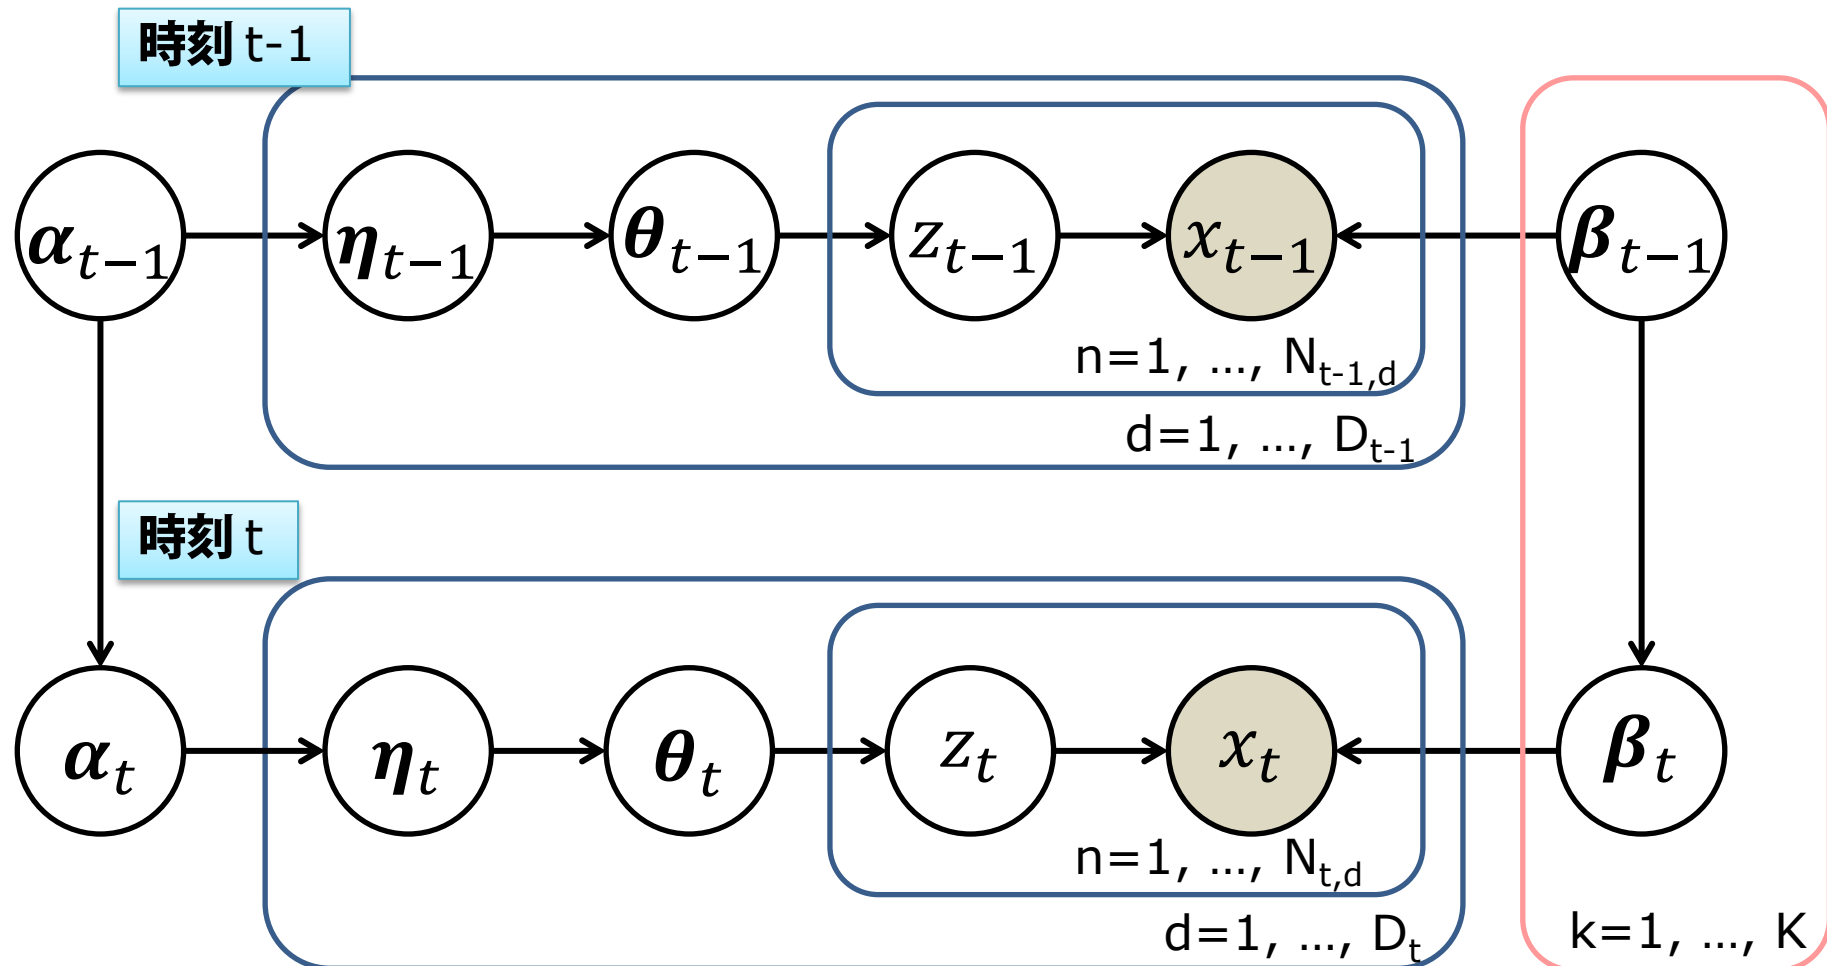 時刻 t-1
α_{t−1} η_{t−1} θ_{t−1} z_{t−1} x_{t−1} β_{t−1}
n=1, …, N_{t-1,d}
d=1, …, D_{t-1}
時刻 t
α_t η_t θ_t z_t x_t β_t
n=1, …, N_{t,d}
d=1, …, D_t
k=1, …, K